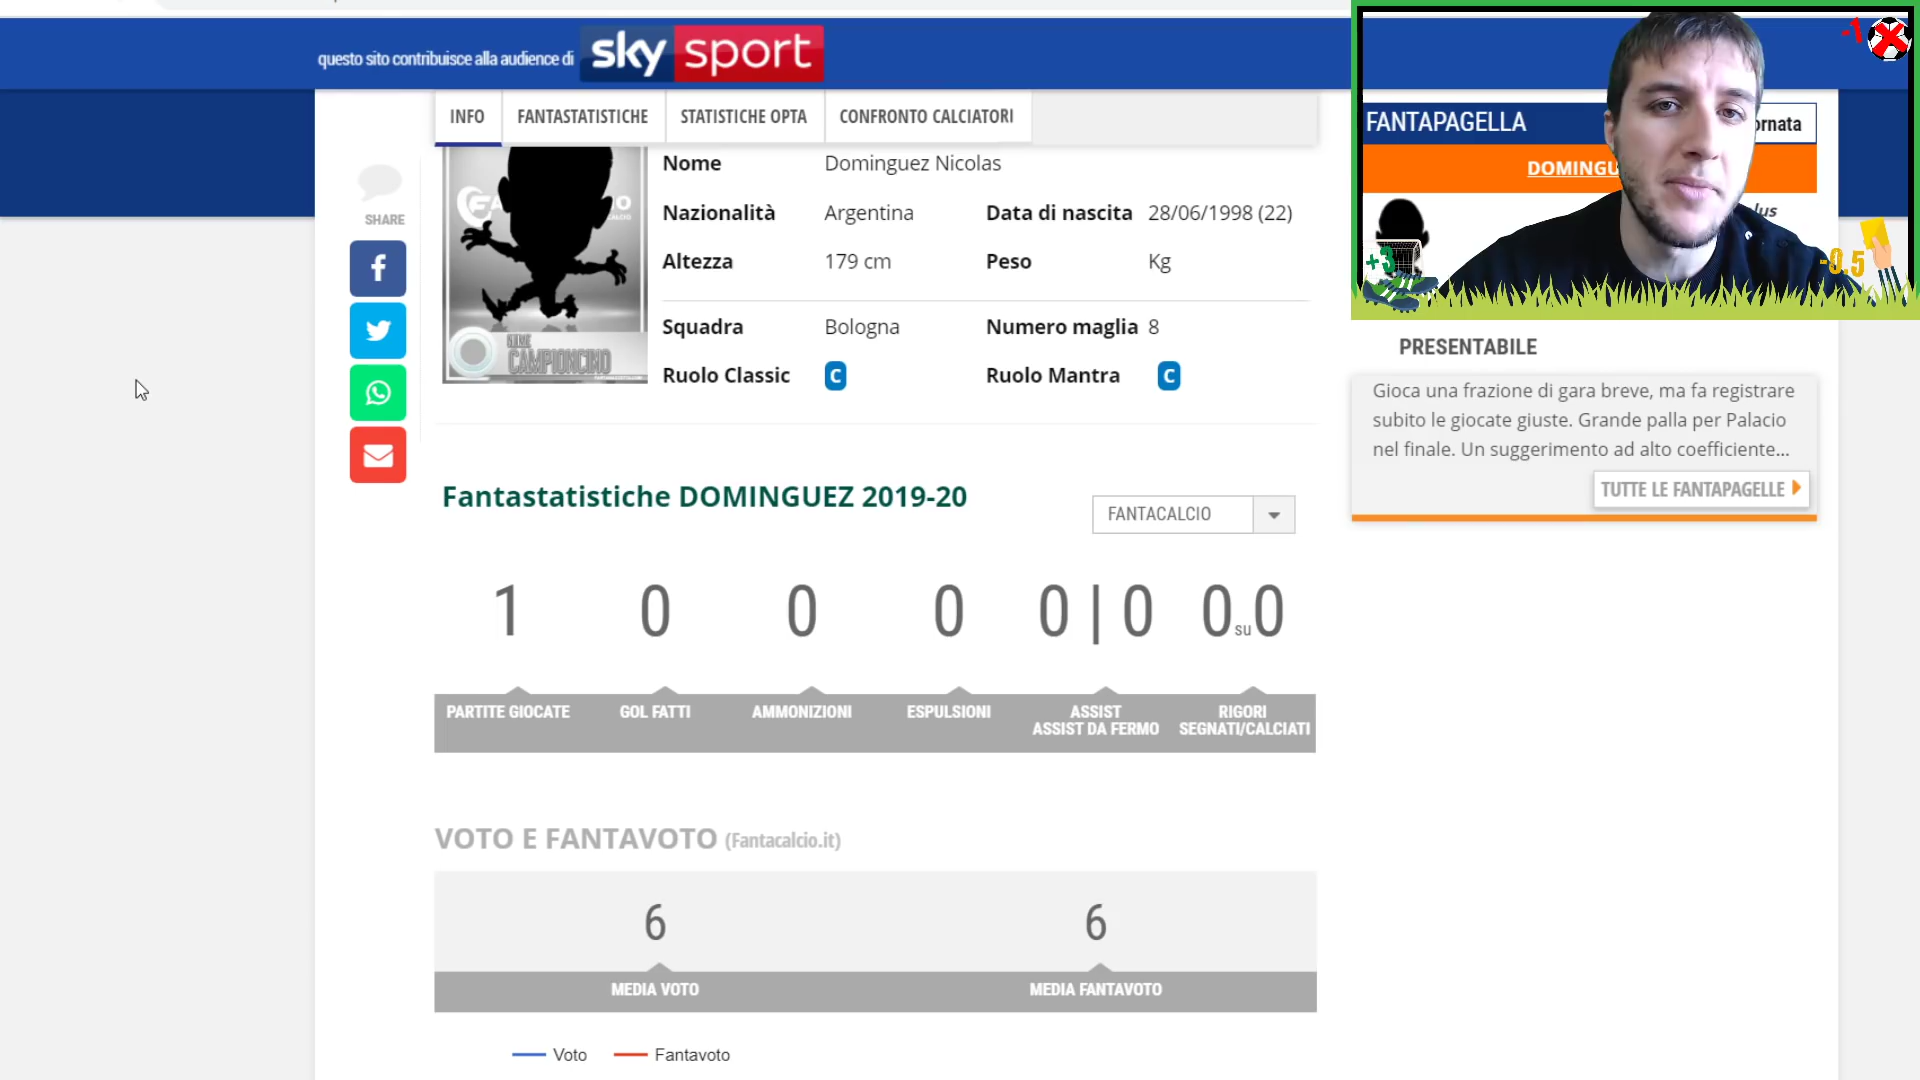 questo sito contribuisce alla audience di sky sport
INFO FANTASTATISTICHE STATISTICHE OPTA CONFRONTO CALCIATORI
SHARE
Nome Dominguez Nicolas
Nazionalità Argentina Data di nascita 28/06/1998 (22)
Altezza 179 cm Peso Kg
Squadra Bologna Numero maglia 8
Ruolo Classic C Ruolo Mantra C
CAMPIONCINO
Fantastatistiche DOMINGUEZ 2019-20
FANTACALCIO
1 0 0 0 0 | 0 0 su 0
PARTITE GIOCATE GOL FATTI AMMONIZIONI ESPULSIONI ASSIST RIGORI
ASSIST DA FERMO SEGNATI/CALCIATI
VOTO E FANTAVOTO (Fantacalcio.it)
6 6
MEDIA VOTO MEDIA FANTAVOTO
Voto Fantavoto
-1
FANTAPAGELLA ornata
DOMINGU
lus
+3 -0.5
PRESENTABILE
Gioca una frazione di gara breve, ma fa registrare
subito le giocate giuste. Grande palla per Palacio
nel finale. Un suggerimento ad alto coefficiente...
TUTTE LE FANTAPAGELLE